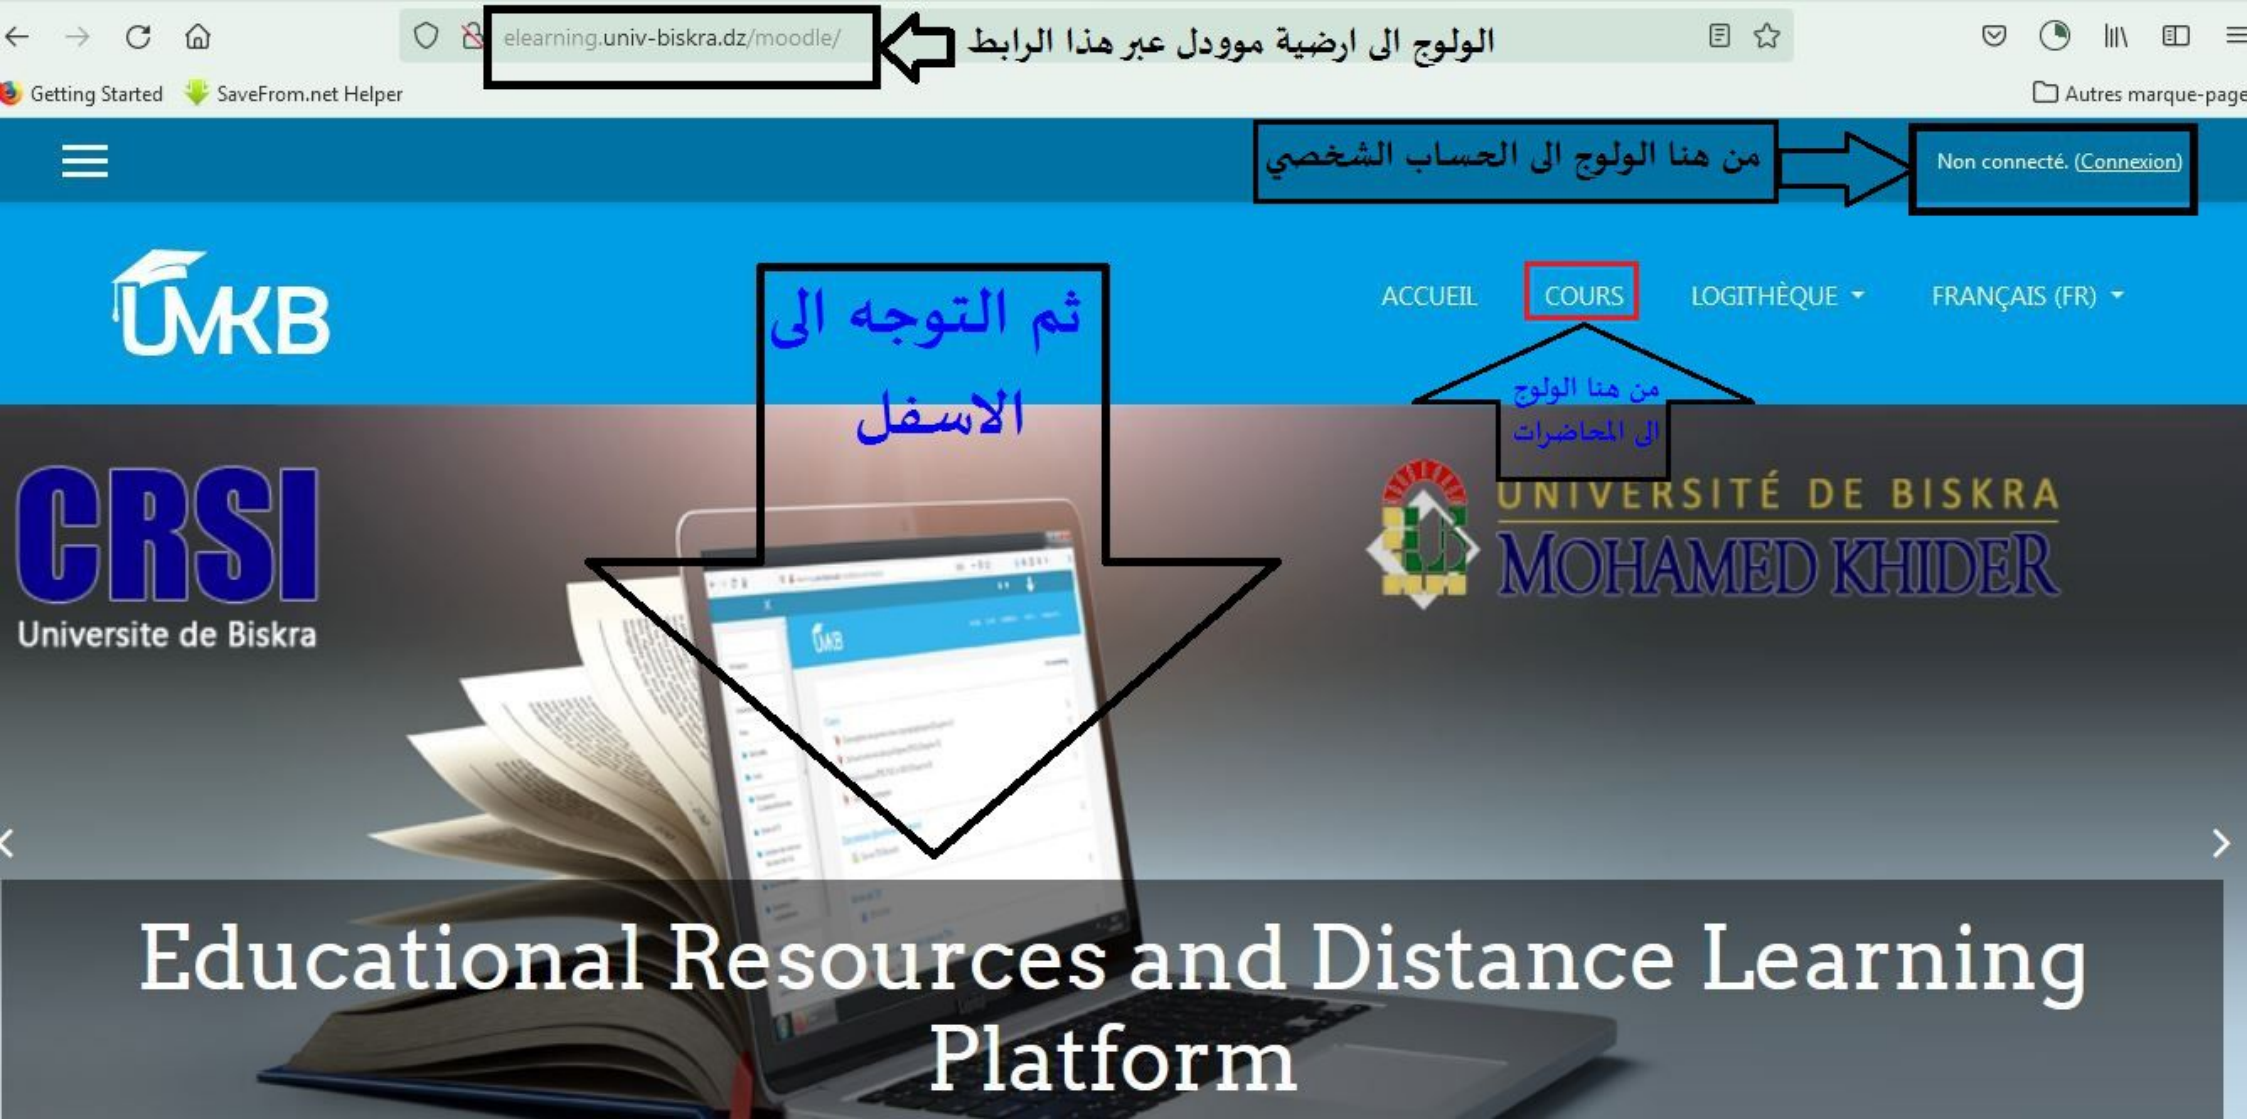 elearning.univ-biskra.dz/moodle/
الولوج الى ارضية موودل عبر هذا الرابط
Getting Started
SaveFrom.net Helper
Autres marque-page
من هنا الولوج الى الحساب الشخصي
Non connecté. (Connexion)
UMKB
ثم التوجه الى
الاسفل
ACCUEIL
COURS
LOGITHÈQUE
FRANÇAIS (FR)
من هنا الولوج
الى المحاضرات
CRSI
Universite de Biskra
UNIVERSITÉ DE BISKRA
MOHAMED KHIDER
UMKB
Educational Resources and Distance Learning
Platform